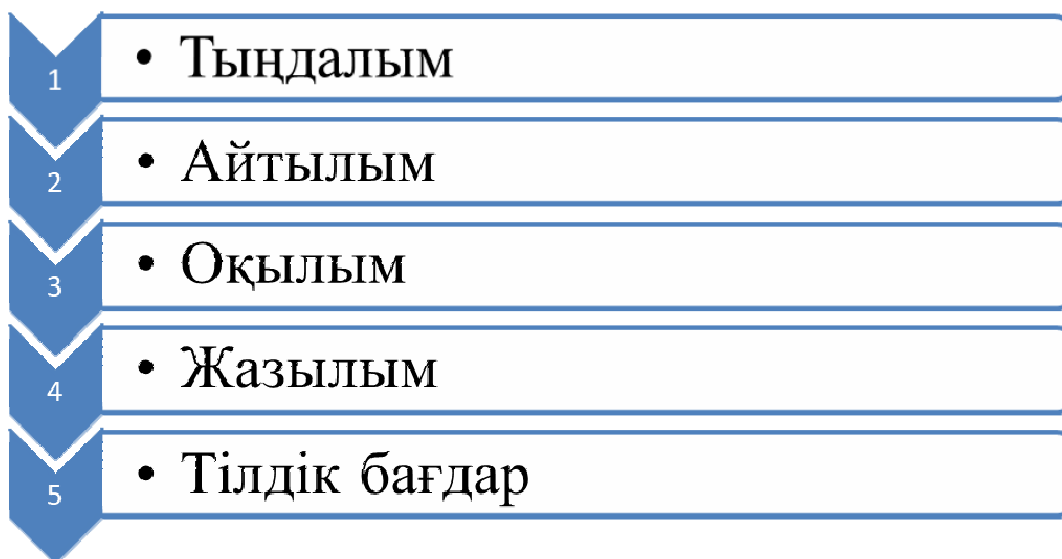 1 • Тыңдалым
2 • Айтылым
3 • Оқылым
4 • Жазылым
5 • Тілдік бағдар